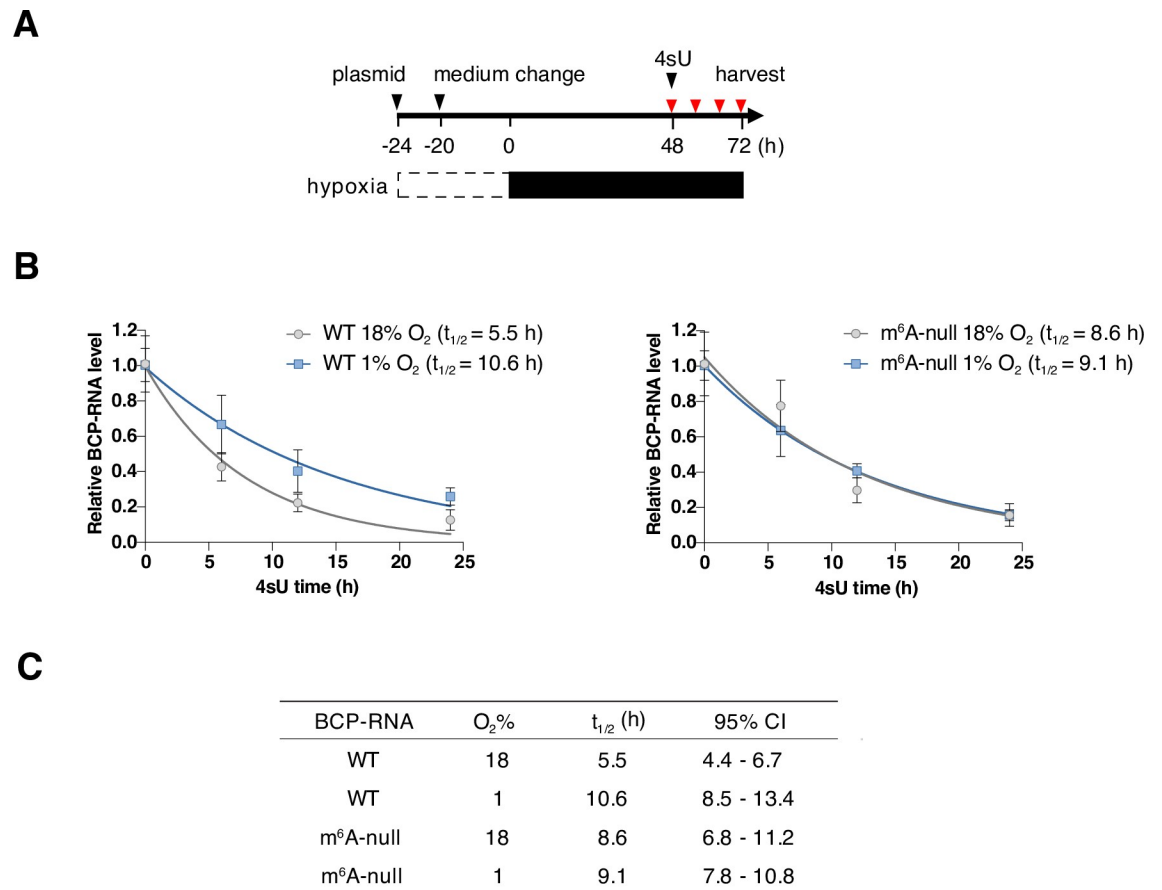 A
4sU
plasmid medium change harvest
-24 -20 0 48 72 (h)
hypoxia
B
WT 18% O₂ (t₁/₂ = 5.5 h)
WT 1% O₂ (t₁/₂ = 10.6 h)
Relative BCP-RNA level
1.2
1.0
0.8
0.6
0.4
0.2
0.0
0 5 10 15 20 25
4sU time (h)
m⁶A-null 18% O₂ (t₁/₂ = 8.6 h)
m⁶A-null 1% O₂ (t₁/₂ = 9.1 h)
Relative BCP-RNA level
1.2
1.0
0.8
0.6
0.4
0.2
0.0
0 5 10 15 20 25
4sU time (h)
C
BCP-RNA O₂% t₁/₂ (h) 95% CI
WT 18 5.5 4.4 - 6.7
WT 1 10.6 8.5 - 13.4
m⁶A-null 18 8.6 6.8 - 11.2
m⁶A-null 1 9.1 7.8 - 10.8